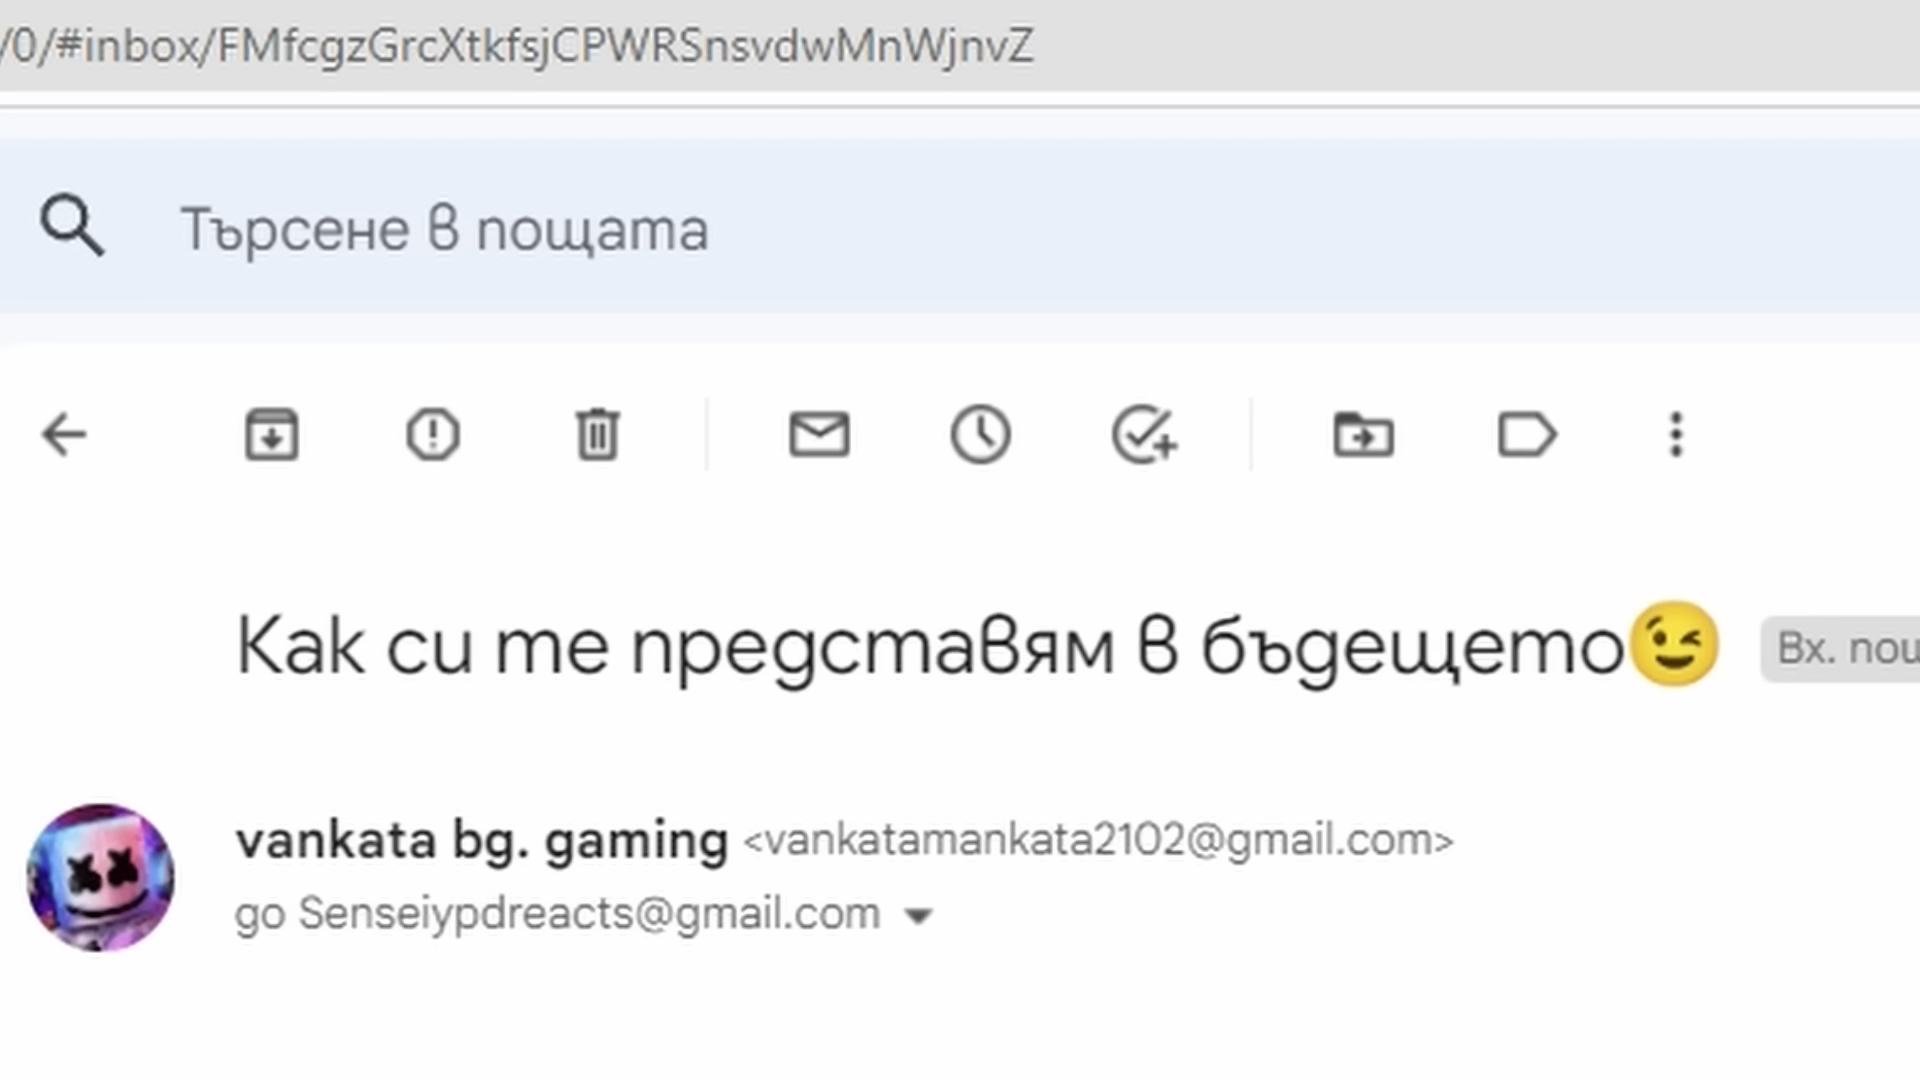 /0/#inbox/FMfcgzGrcXtkfsjCPWRSnsvdwMnWjnvZ
Търсене в пощата
Как си те представям в бъдещето😉 Вх. пощ
vankata bg. gaming <vankatamankata2102@gmail.com>
до Senseiypdreacts@gmail.com